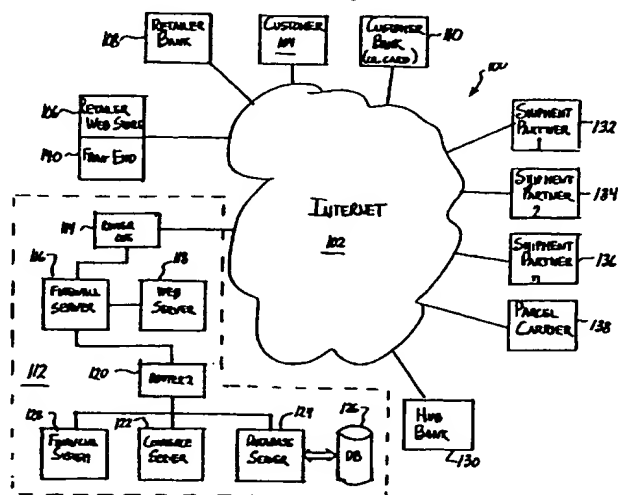 108
RETAILER
BANK
CUSTOMER
104
CUSTOMER
BANK
(CR. CARD)
110
100
106
RETAILER
WEB STORE
140
FRONT END
SHIPMENT
PARTNER
1
132
SHIPMENT
PARTNER
2
134
SHIPMENT
PARTNER
n
136
PARCEL
CARRIER
138
INTERNET
102
114
ROUTER
116
FIREWALL
SERVER
118
WEB
SERVER
112
120
ROUTER 2
128
FINANCIAL
SYSTEM
122
COMMERCE
SERVER
124
DATABASE
SERVER
126
DB
HUB
BANK
130